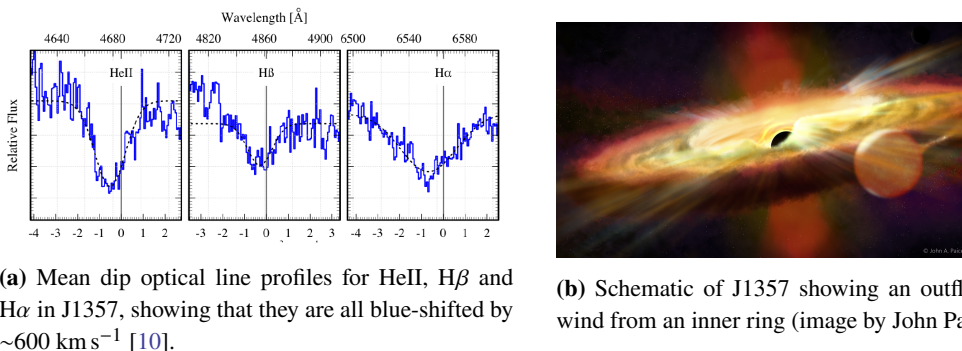 Wavelength [Å]
4640 4680 4720 4820 4860 4900 6500 6540 6580
HeII Hβ Hα
Relative Flux
-4 -3 -2 -1 0 1 2 -3 -2 -1 0 1 2 3 -4 -3 -2 -1 0 1 2
© John A. Paice
(a) Mean dip optical line profiles for HeII, Hβ and
Hα in J1357, showing that they are all blue-shifted by
~600 km s⁻¹ [10].
(b) Schematic of J1357 showing an outfl
wind from an inner ring (image by John Pa